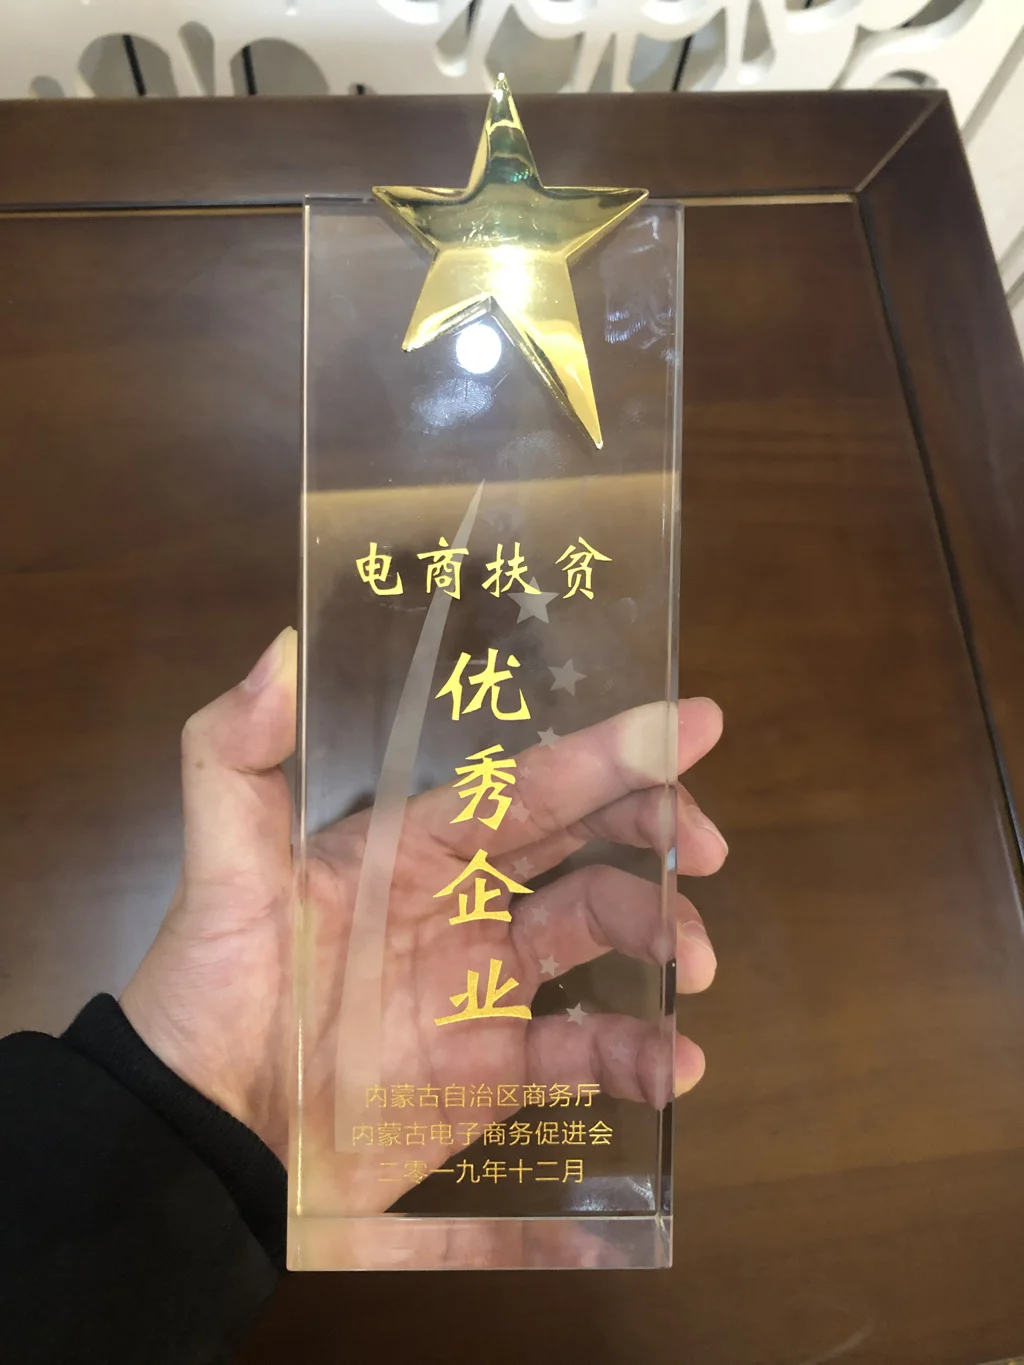 电商扶贫
优秀企业
内蒙古自治区商务厅
内蒙古电子商务促进会
二零一九年十二月